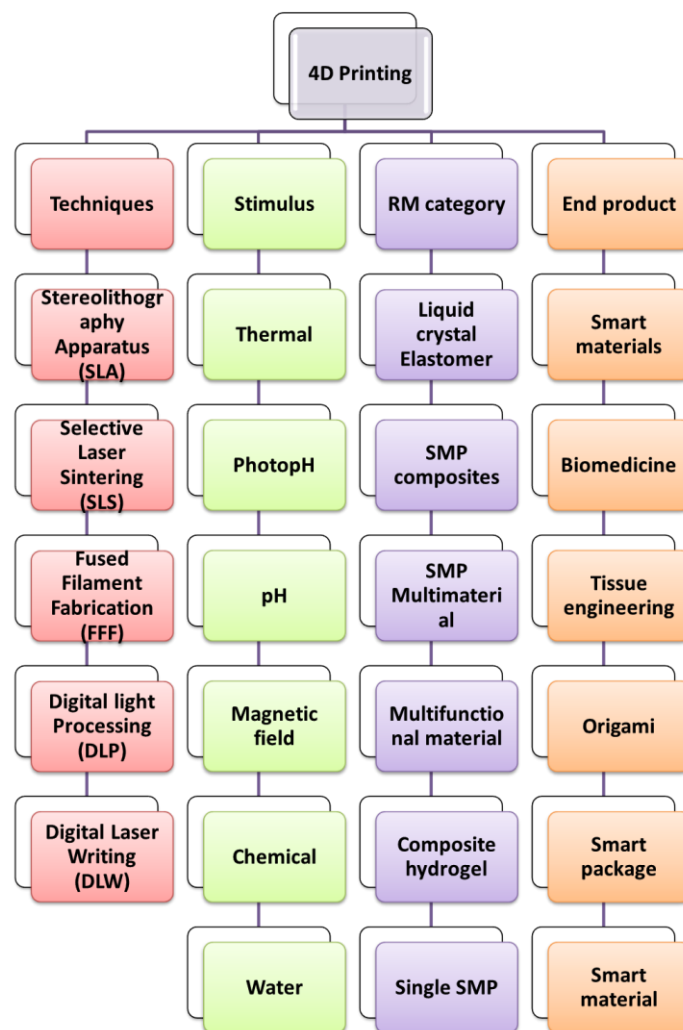 4D Printing
Techniques
Stimulus
RM category
End product
Stereolithogr
aphy
Apparatus
(SLA)
Thermal
Liquid
crystal
Elastomer
Smart
materials
Selective
Laser
Sintering
(SLS)
PhotopH
SMP
composites
Biomedicine
Fused
Filament
Fabrication
(FFF)
pH
SMP
Multimateri
al
Tissue
engineering
Digital light
Processing
(DLP)
Magnetic
field
Multifunctio
nal material
Origami
Digital Laser
Writing
(DLW)
Chemical
Composite
hydrogel
Smart
package
Water
Single SMP
Smart
material